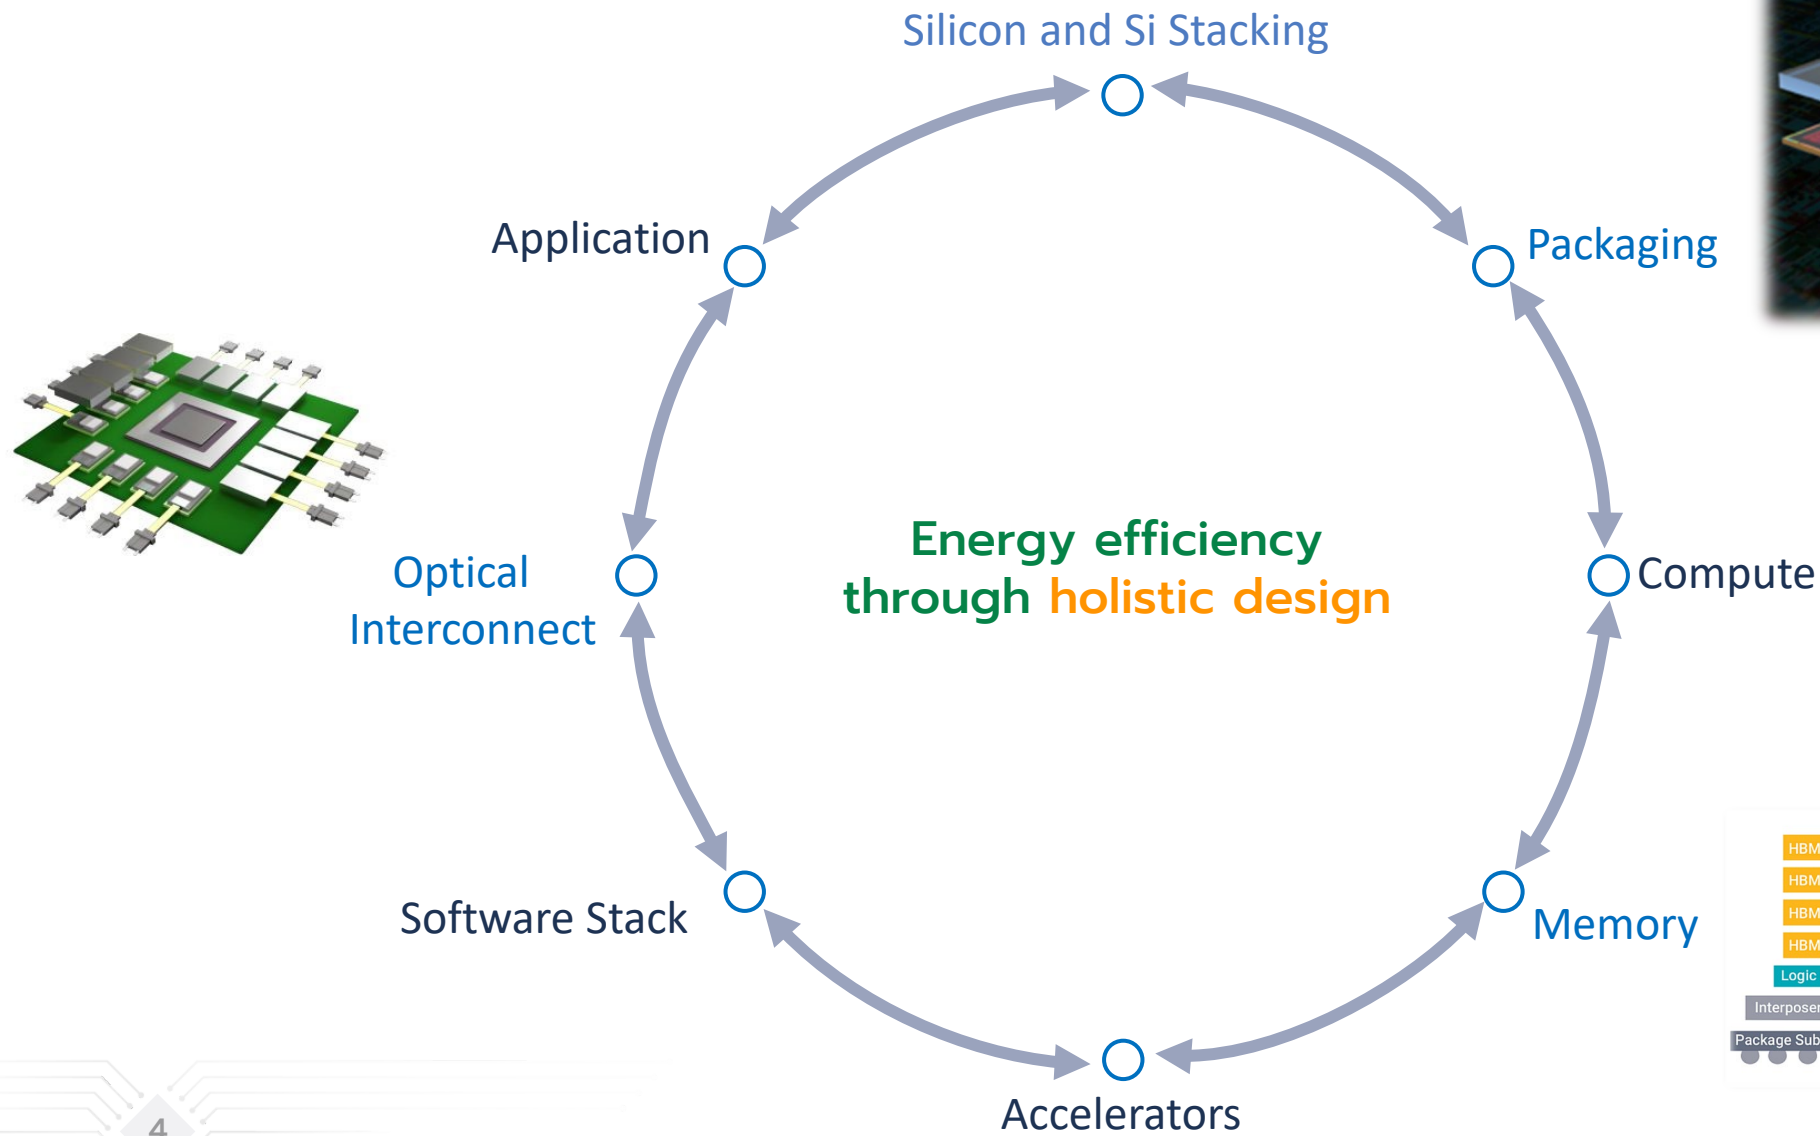 Silicon and Si Stacking
Application
Packaging
Energy efficiency
through holistic design
Optical
Interconnect
Compute
Software Stack
Memory
HBM
HBM
HBM
HBM
Logic
Interposer
Package Sub
Accelerators
4